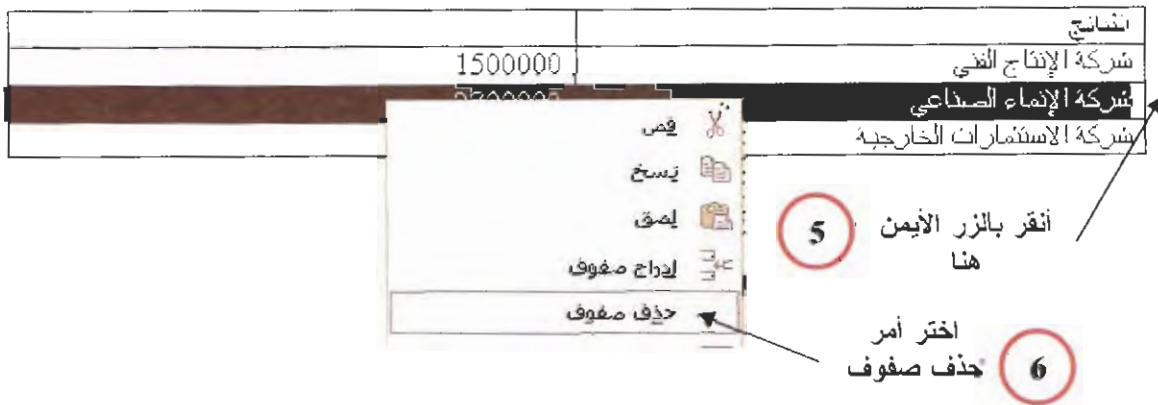 النتائج
شركة الإنتاج الفني
1500000
شركة الإنماء الصناعي
شركة الاستثمارات الخارجية
قص
نسخ
لصق
إدراج صفوف
حذف صفوف
5
أنقر بالزر الأيمن
هنا
اختر أمر
حذف صفوف
6